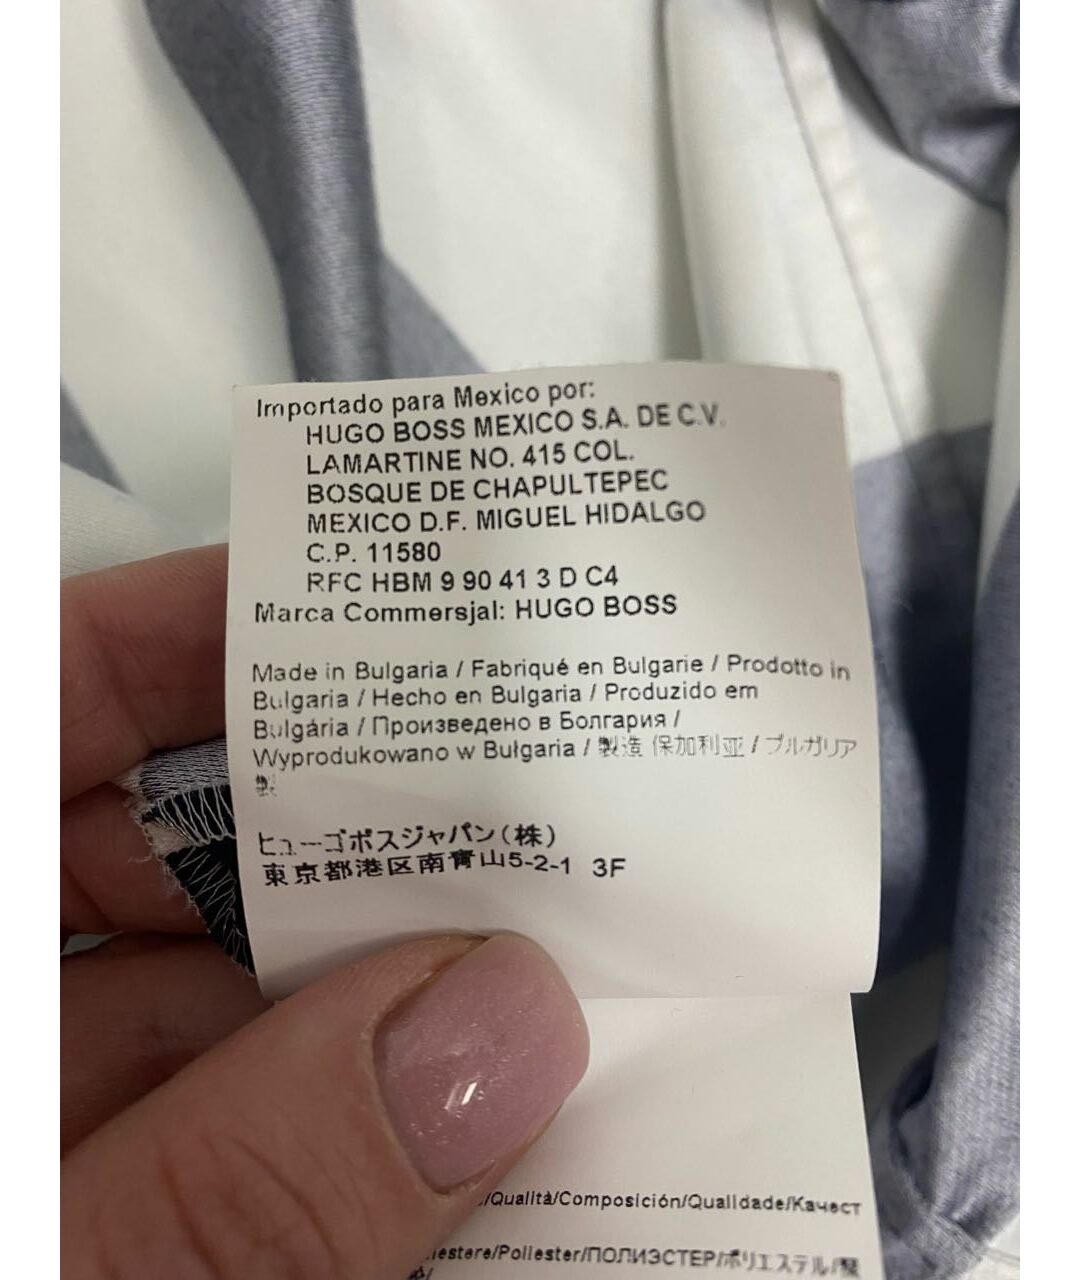 Importado para Mexico por:
HUGO BOSS MEXICO S.A. DE C.V.
LAMARTINE NO. 415 COL.
BOSQUE DE CHAPULTEPEC
MEXICO D.F. MIGUEL HIDALGO
C.P. 11580
RFC HBM 9 90 41 3 D C4
Marca Commersjal: HUGO BOSS
Made in Bulgaria / Fabriqué en Bulgarie / Prodotto in
Bulgaria / Hecho en Bulgaria / Produzido em
Bulgária / Произведено в Болгария /
Wyprodukowano w Bułgaria / 製造 保加利亚 / ブルガリア
製
ヒューゴボスジャパン(株)
東京都港区南青山5-2-1 3F
/Qualità/Composición/Qualidade/Качест
iestere/Poliester/ПОЛИЭСТЕР/ポリエステル/聚